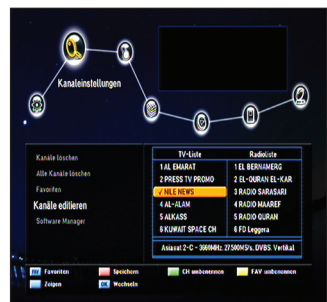 Kanaleinstellungen
Kanäle löschen
Alle Kanäle löschen
Favoriten
Kanäle editieren
Software Manager
TV-Liste
1 AL EMARAT
2 PRESS TV PROMO
✓ NILE NEWS
4 AL-ALAM
5 ALKASS
6 KUWAIT SPACE CH
Radioliste
1 EL BERNAMERG
2 EL-QURAN EL-KAR
3 RADIO SARASARI
4 RADIO MAAREF
5 RADIO QURAN
6 FD Leggera
Asiasat 2-C - 3660MHz, 27500MS/s, DVBS, Vertikal
FAV Favoriten
Speichern
CH umbenennen
FAV umbenennen
Zeigen
OK Wechseln